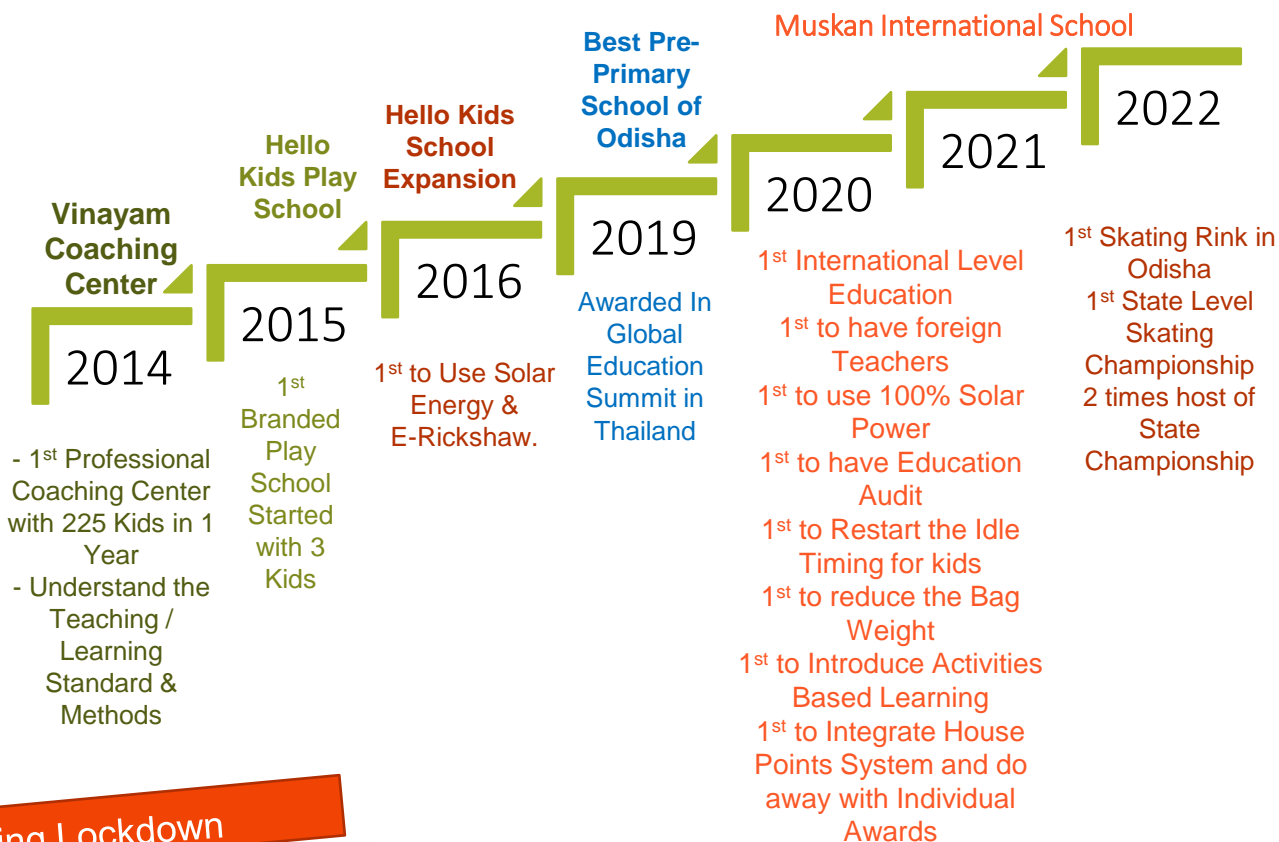 Muskan International School
Best Pre-
Primary
School of
Odisha
Hello Kids
School
Expansion
Hello
Kids Play
School
Vinayam
Coaching
Center
2014
2015
2016
2019
2020
2021
2022
- 1st Professional
Coaching Center
with 225 Kids in 1
Year
- Understand the
Teaching /
Learning
Standard &
Methods
1st
Branded
Play
School
Started
with 3
Kids
1st to Use Solar
Energy &
E-Rickshaw.
Awarded In
Global
Education
Summit in
Thailand
1st International Level
Education
1st to have foreign
Teachers
1st to use 100% Solar
Power
1st to have Education
Audit
1st to Restart the Idle
Timing for kids
1st to reduce the Bag
Weight
1st to Introduce Activities
Based Learning
1st to Integrate House
Points System and do
away with Individual
Awards
1st Skating Rink in
Odisha
1st State Level
Skating
Championship
2 times host of
State
Championship
Lockdown